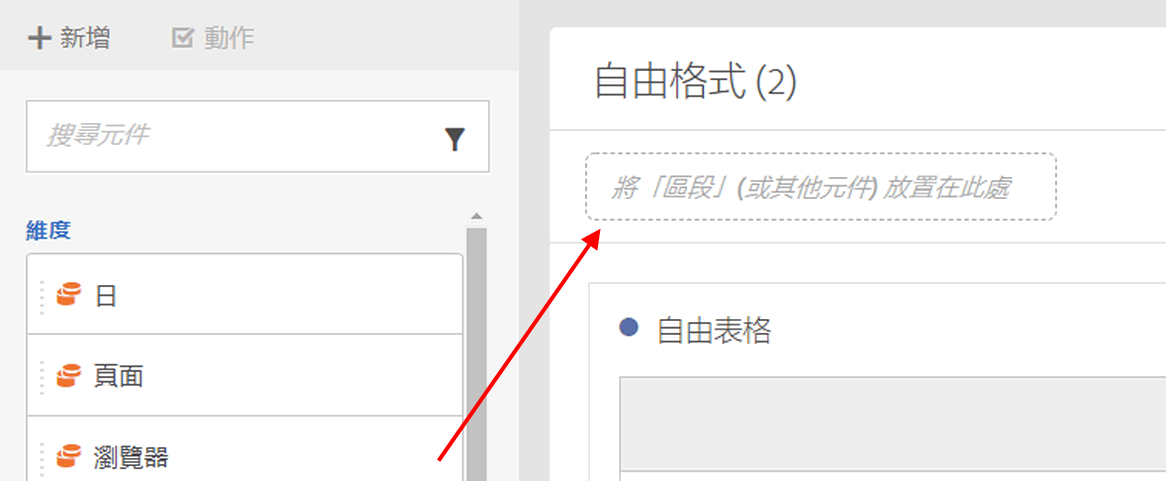 新增
動作
搜尋元件
維度
日
頁面
瀏覽器
自由格式 (2)
將「區段」(或其他元件) 放置在此處
自由表格